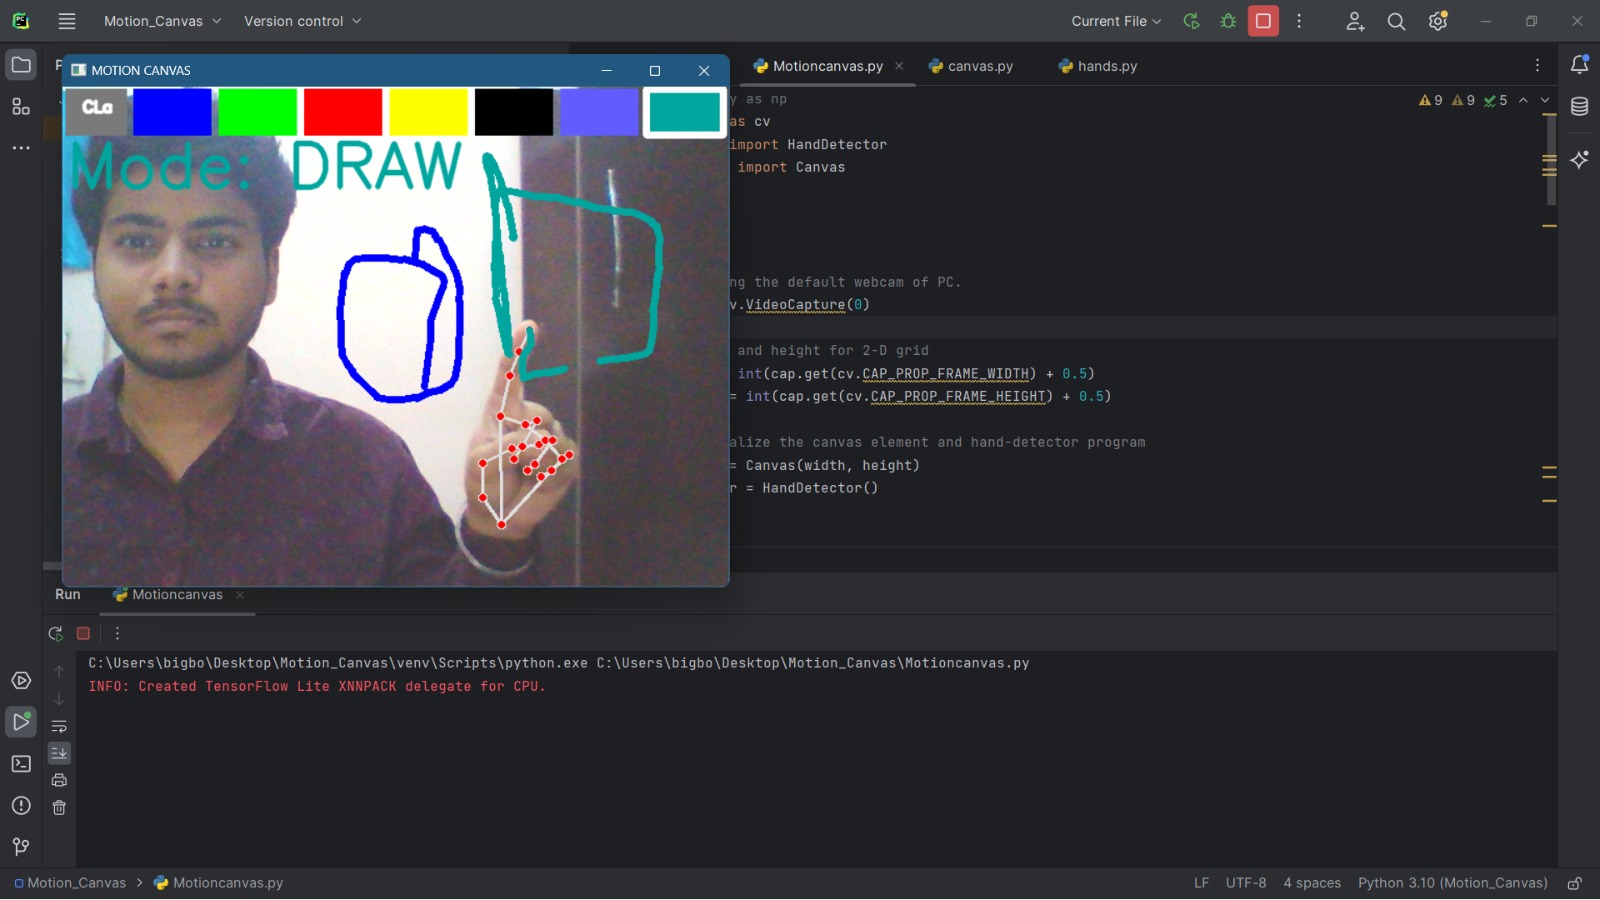 Motion_Canvas
Version control
Current File
MOTION CANVAS
Motioncanvas.py
canvas.py
hands.py
CLa
Mode: DRAW
y as np
as cv
import HandDetector
import Canvas
9 9 5
ng the default webcam of PC.
v.VideoCapture(0)
and height for 2-D grid
int(cap.get(cv.CAP_PROP_FRAME_WIDTH) + 0.5)
= int(cap.get(cv.CAP_PROP_FRAME_HEIGHT) + 0.5)
alize the canvas element and hand-detector program
= Canvas(width, height)
r = HandDetector()
Run
Motioncanvas
C:\Users\bigbo\Desktop\Motion_Canvas\venv\Scripts\python.exe C:\Users\bigbo\Desktop\Motion_Canvas\Motioncanvas.py
INFO: Created TensorFlow Lite XNNPACK delegate for CPU.
Motion_Canvas > Motioncanvas.py
LF UTF-8 4 spaces Python 3.10 (Motion_Canvas)